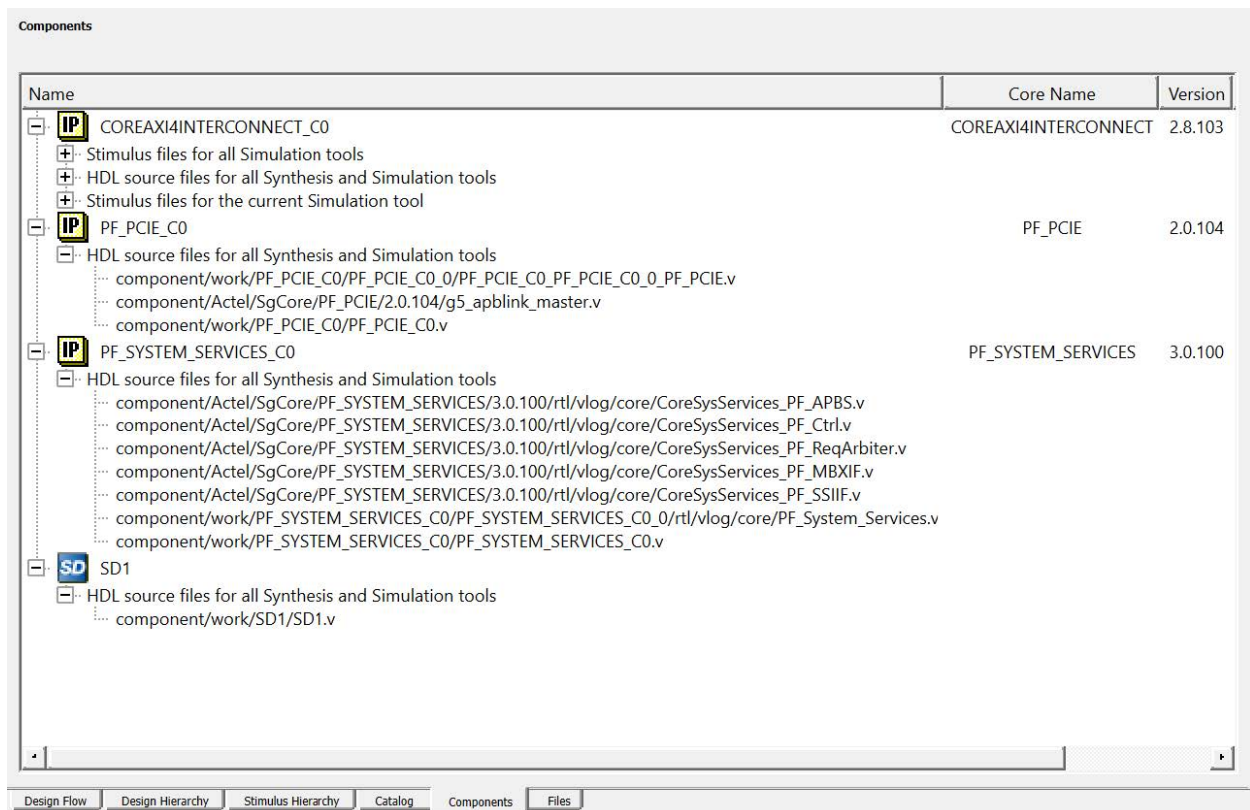 Components
Name Core Name Version
IP COREAXI4INTERCONNECT_C0 COREAXI4INTERCONNECT 2.8.103
Stimulus files for all Simulation tools
HDL source files for all Synthesis and Simulation tools
Stimulus files for the current Simulation tool
IP PF_PCIE_C0 PF_PCIE 2.0.104
HDL source files for all Synthesis and Simulation tools
component/work/PF_PCIE_C0/PF_PCIE_C0_0/PF_PCIE_C0_PF_PCIE_C0_0_PF_PCIE.v
component/Actel/SgCore/PF_PCIE/2.0.104/g5_apblink_master.v
component/work/PF_PCIE_C0/PF_PCIE_C0.v
IP PF_SYSTEM_SERVICES_C0 PF_SYSTEM_SERVICES 3.0.100
HDL source files for all Synthesis and Simulation tools
component/Actel/SgCore/PF_SYSTEM_SERVICES/3.0.100/rtl/vlog/core/CoreSysServices_PF_APBS.v
component/Actel/SgCore/PF_SYSTEM_SERVICES/3.0.100/rtl/vlog/core/CoreSysServices_PF_Ctrl.v
component/Actel/SgCore/PF_SYSTEM_SERVICES/3.0.100/rtl/vlog/core/CoreSysServices_PF_ReqArbiter.v
component/Actel/SgCore/PF_SYSTEM_SERVICES/3.0.100/rtl/vlog/core/CoreSysServices_PF_MBXIF.v
component/Actel/SgCore/PF_SYSTEM_SERVICES/3.0.100/rtl/vlog/core/CoreSysServices_PF_SSIIF.v
component/work/PF_SYSTEM_SERVICES_C0/PF_SYSTEM_SERVICES_C0_0/rtl/vlog/core/PF_System_Services.v
component/work/PF_SYSTEM_SERVICES_C0/PF_SYSTEM_SERVICES_C0.v
SD SD1
HDL source files for all Synthesis and Simulation tools
component/work/SD1/SD1.v
Design Flow Design Hierarchy Stimulus Hierarchy Catalog Components Files